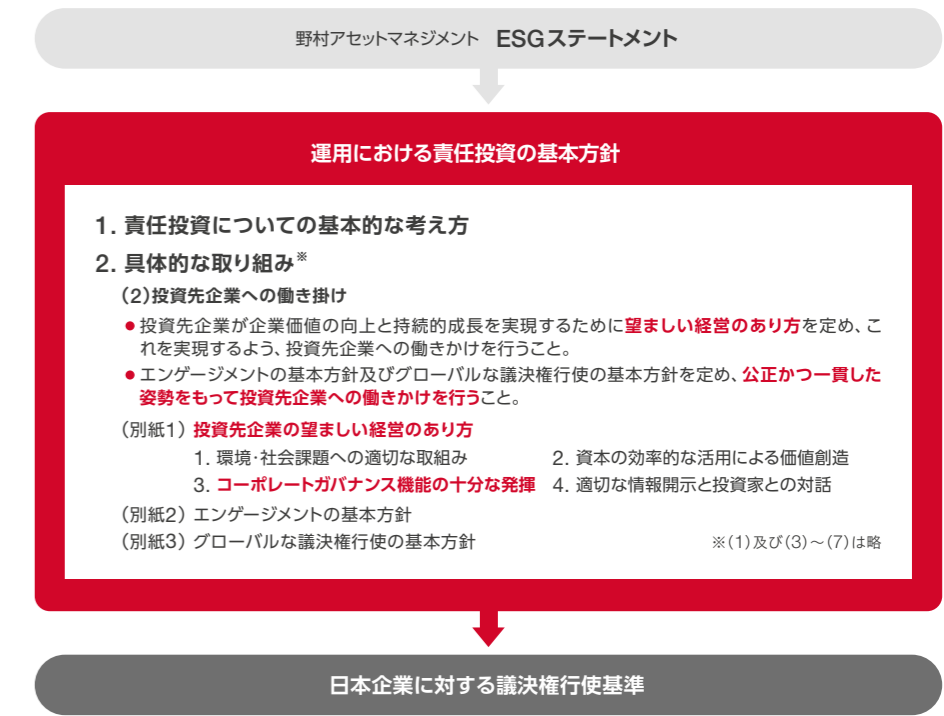 野村アセットマネジメント ESGステートメント
運用における責任投資の基本方針
1. 責任投資についての基本的な考え方
2. 具体的な取り組み※
（2）投資先企業への働き掛け
●投資先企業が企業価値の向上と持続的成長を実現するために望ましい経営のあり方を定め、こ
れを実現するよう、投資先企業への働きかけを行うこと。
●エンゲージメントの基本方針及びグローバルな議決権行使の基本方針を定め、公正かつ一貫した
姿勢をもって投資先企業への働きかけを行うこと。
（別紙1） 投資先企業の望ましい経営のあり方
1. 環境・社会課題への適切な取組み 2. 資本の効率的な活用による価値創造
3. コーポレートガバナンス機能の十分な発揮 4. 適切な情報開示と投資家との対話
（別紙2） エンゲージメントの基本方針
（別紙3） グローバルな議決権行使の基本方針 ※（1）及び（3）～（7）は略
日本企業に対する議決権行使基準